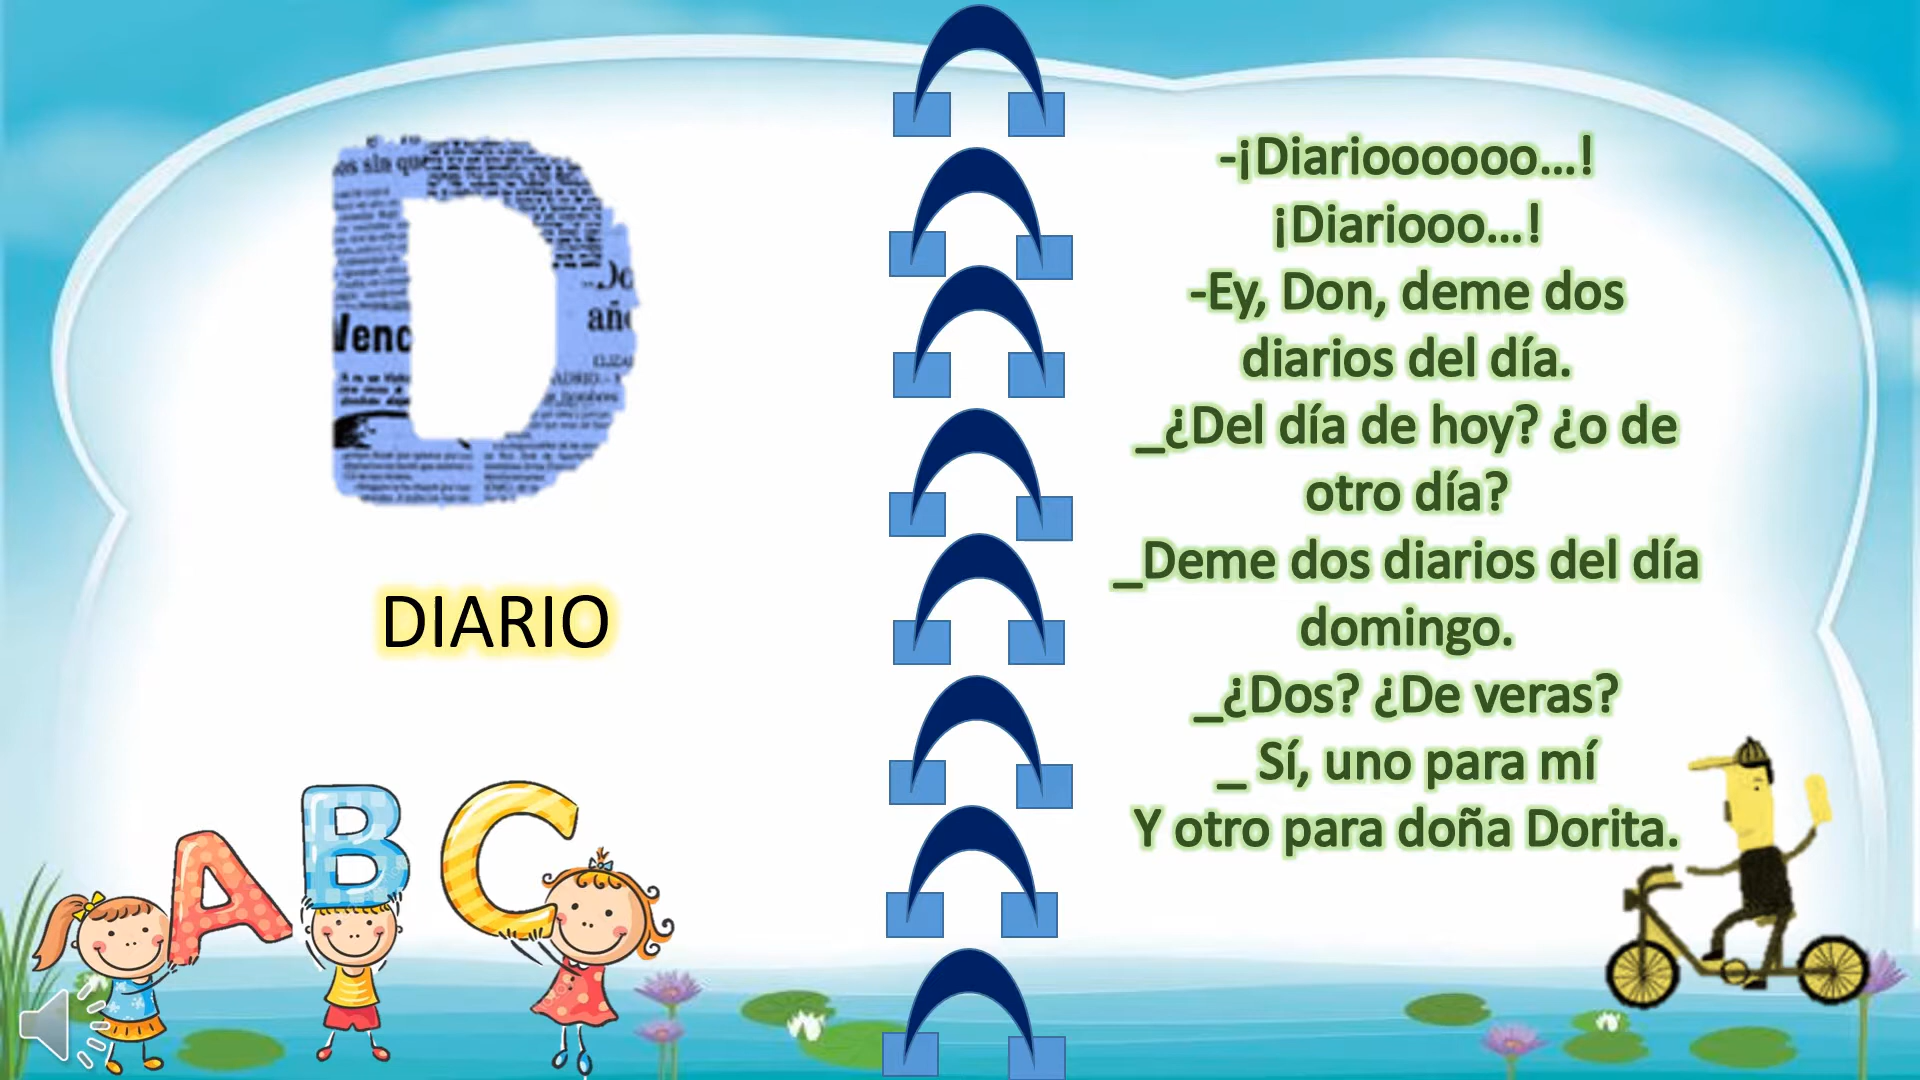 D
DIARIO
A B C
-¡Diarioooooo...!
¡Diariooo...!
-Ey, Don, deme dos
diarios del día.
_¿Del día de hoy? ¿o de
otro día?
_Deme dos diarios del día
domingo.
_¿Dos? ¿De veras?
_ Sí, uno para mí
Y otro para doña Dorita.